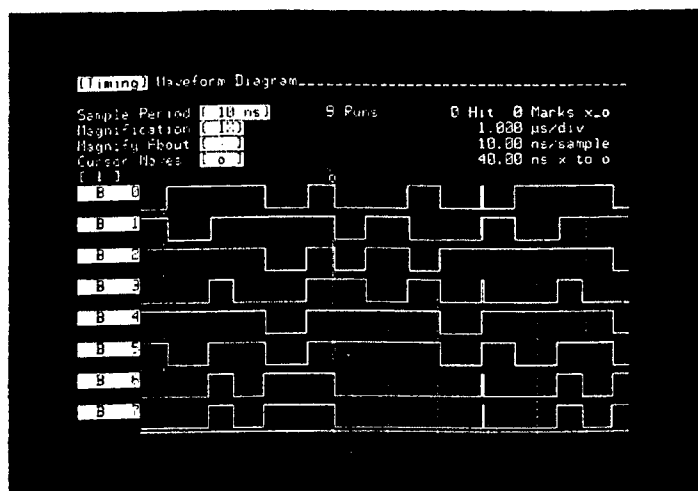 [Timing] Waveform Diagram
Sample Period [ 10 ns ] 9 Runs 0 Hit 0 Marks x_o
Magnification 1.000 µs/div
Magnify About 10.00 ns/sample
Cursor Moves [ o ] 40.00 ns x to o
o
B 0
B 1
B 2
B 3
B 4
B 5
B 6
B 7